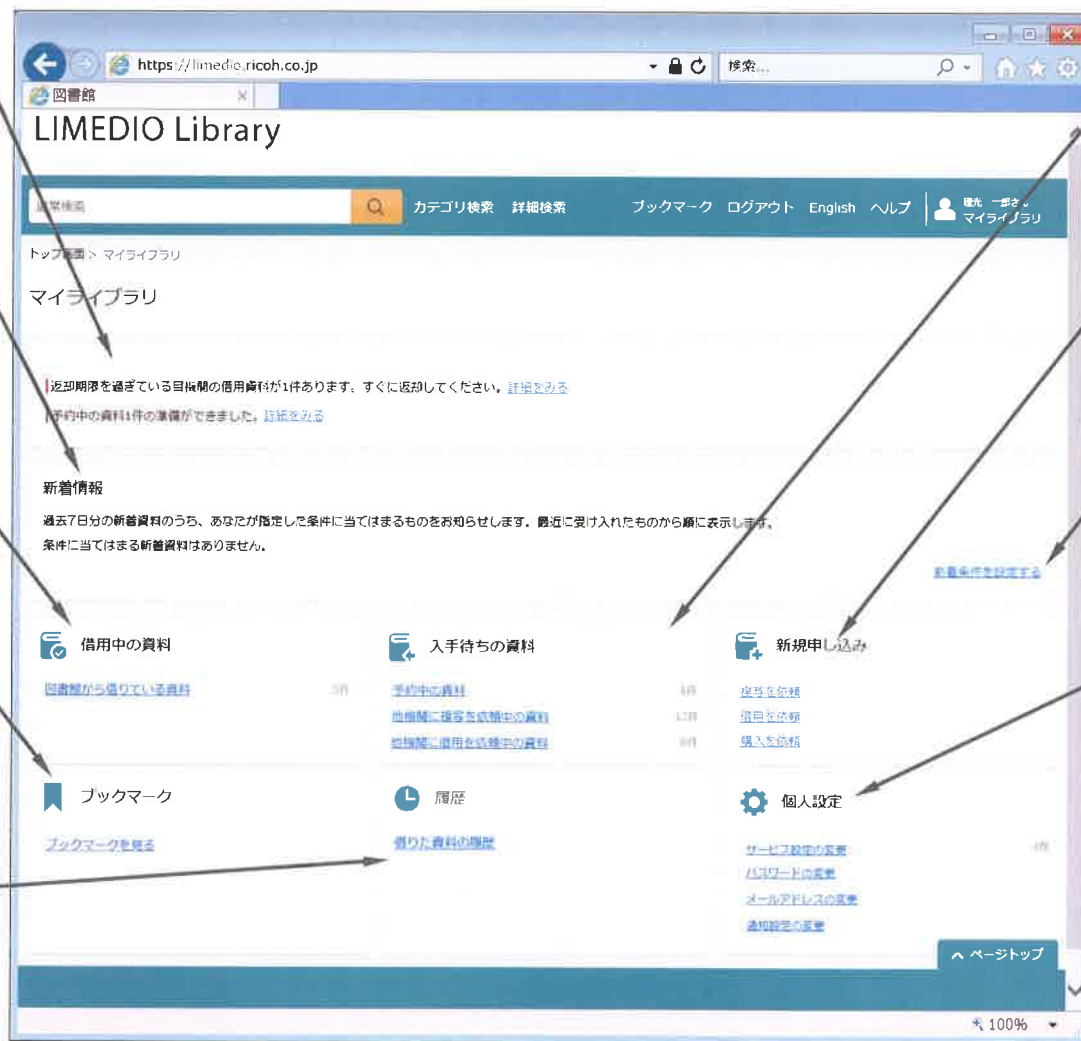 https://limedio.ricoh.co.jp
検索...
図書館
LIMEDIO Library
カテゴリ検索 詳細検索 ブックマーク ログアウト English ヘルプ
マイライブラリ
トップ画面 > マイライブラリ
マイライブラリ
返却期限を過ぎている自機関の借用資料が1件あります。すぐに返却してください。 詳細をみる
予約中の資料1件の準備ができました。 詳細をみる
新着情報
過去7日分の新着資料のうち、あなたが指定した条件に当てはまるものをお知らせします。最近に受け入れたものから順に表示します。
条件に当てはまる新着資料はありません。
新着条件を設定する
借用中の資料
図書館から借りている資料
入手待ちの資料
予約中の資料
他機関に複写を依頼中の資料
他機関に借用を依頼中の資料
新規申し込み
複写を依頼
借用を依頼
購入を依頼
ブックマーク
ブックマークを見る
履歴
借りた資料の履歴
個人設定
サービス設定の変更
パスワードの変更
メールアドレスの変更
通知設定の変更
ページトップ
100%